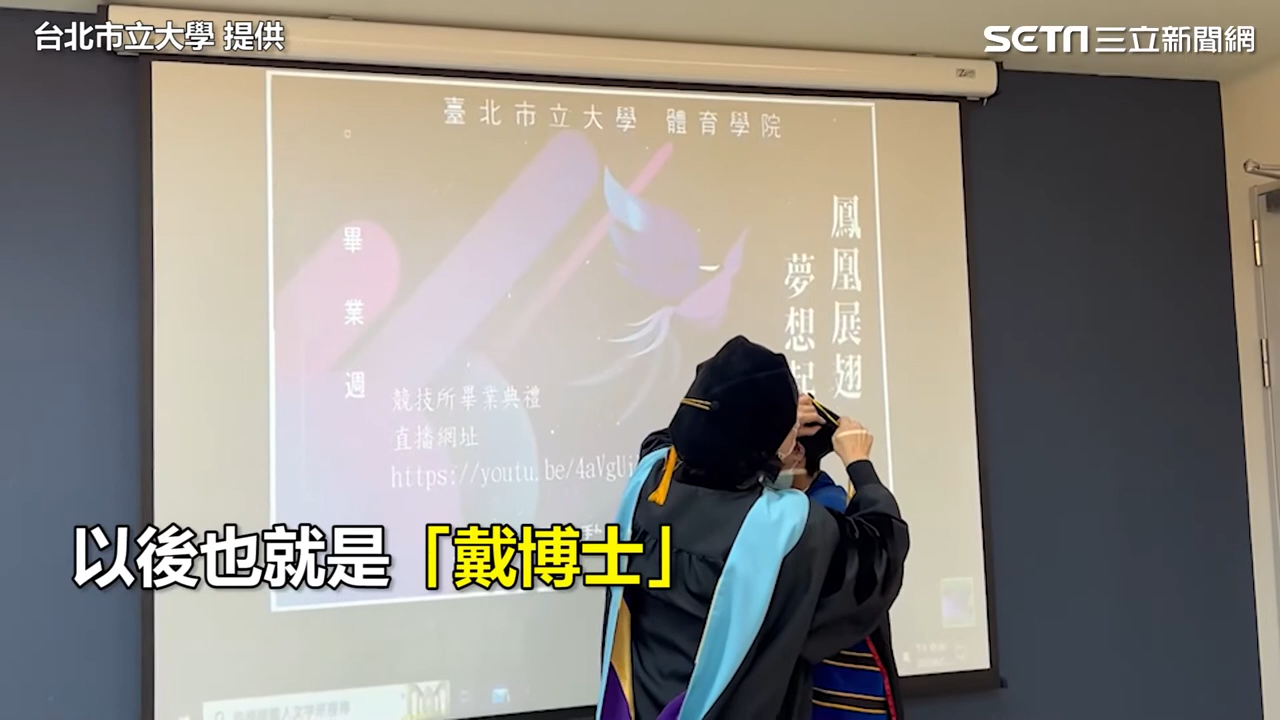 台北市立大學 提供
SETN三立新聞網
臺北市立大學 體育學院
鳳凰展翅
夢想起
畢業週
競技所畢業典禮
直播網址
https://youtu.be/4aVgUi
以後也就是「戴博士」